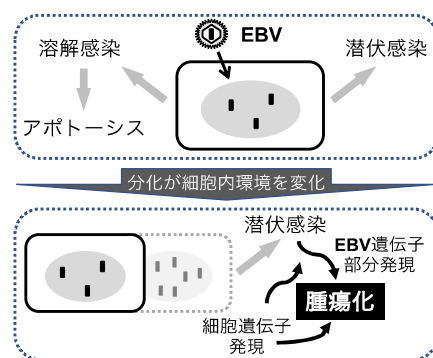 EBV
溶解感染
潜伏感染
アポトーシス
分化が細胞内環境を変化
潜伏感染
EBV遺伝子
部分発現
腫瘍化
細胞遺伝子
発現